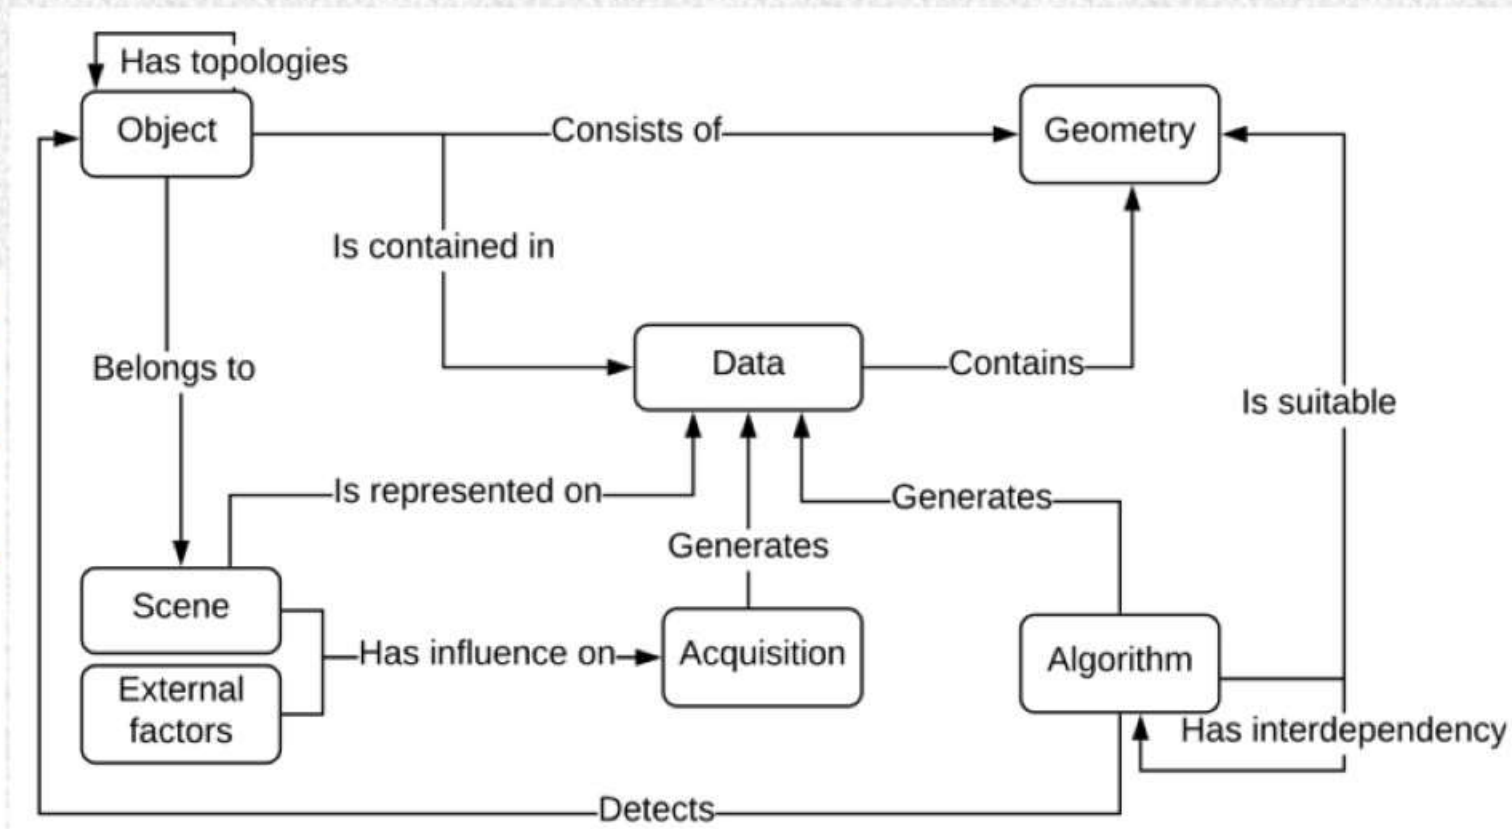 Has topologies
Object
Consists of
Geometry
Is contained in
Belongs to
Data
Contains
Is suitable
Is represented on
Generates
Generates
Scene
Has influence on
Acquisition
Algorithm
External
factors
Has interdependency
Detects